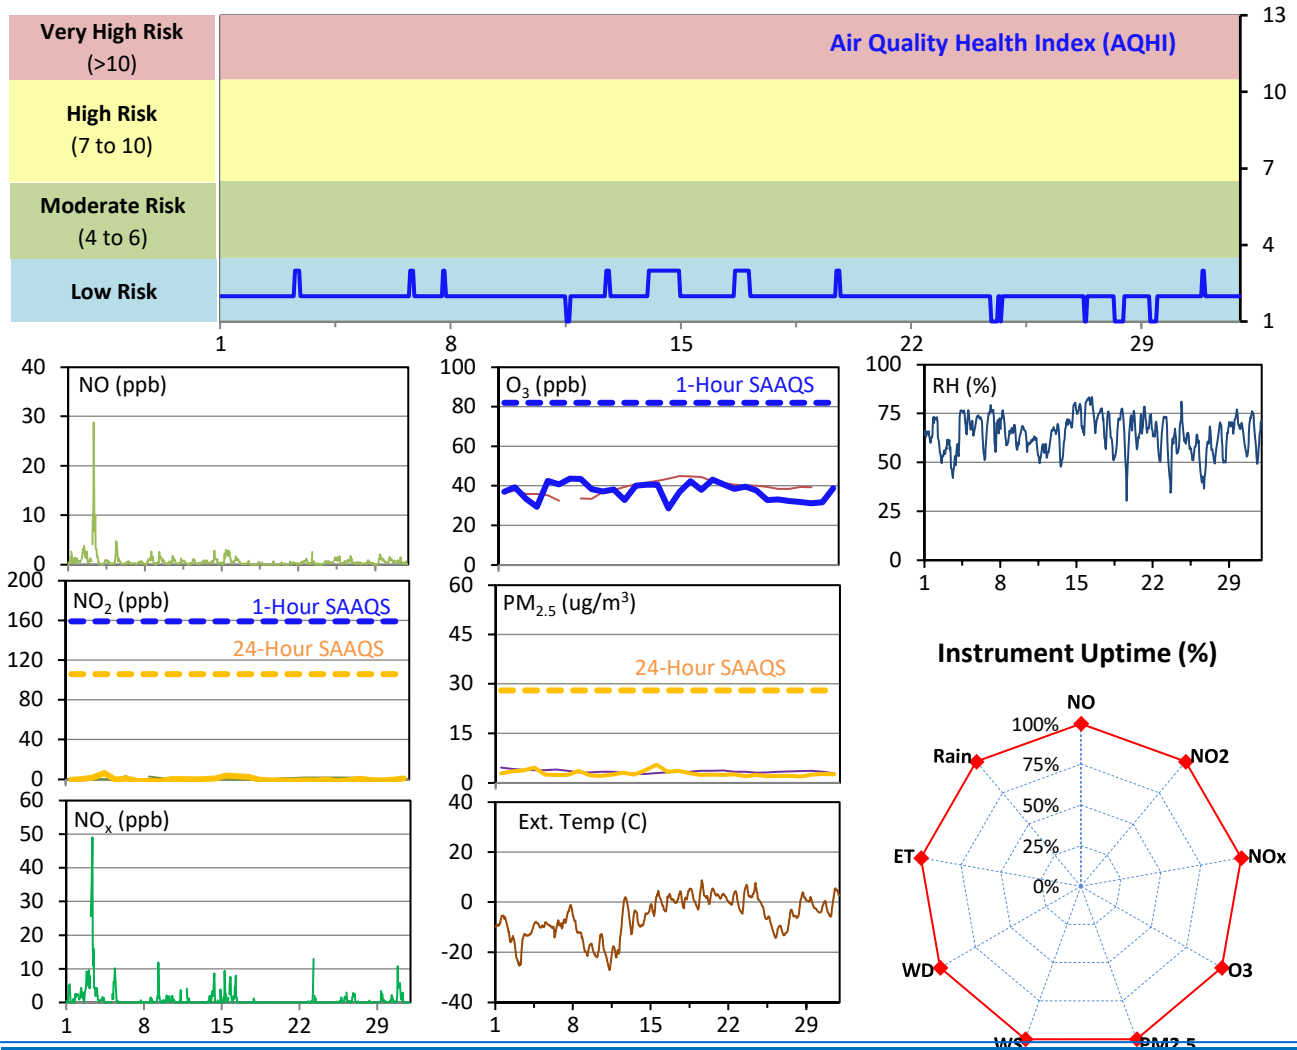 Very High Risk
(>10)
High Risk
(7 to 10)
Moderate Risk
(4 to 6)
Low Risk
Air Quality Health Index (AQHI)
13
10
7
4
1
1
8
15
22
29
NO (ppb)
40
30
20
10
0
O3 (ppb)
1-Hour SAAQS
100
80
60
40
20
0
RH (%)
100
75
50
25
0
1
8
15
22
29
NO2 (ppb)
1-Hour SAAQS
24-Hour SAAQS
200
160
120
80
40
0
PM2.5 (ug/m3)
24-Hour SAAQS
60
45
30
15
0
NOx (ppb)
60
50
40
30
20
10
0
1
8
15
22
29
Ext. Temp (C)
40
20
0
-20
-40
1
8
15
22
29
Instrument Uptime (%)
NO
NO2
NOx
O3
PM2.5
WS
WD
ET
Rain
100%
75%
50%
25%
0%